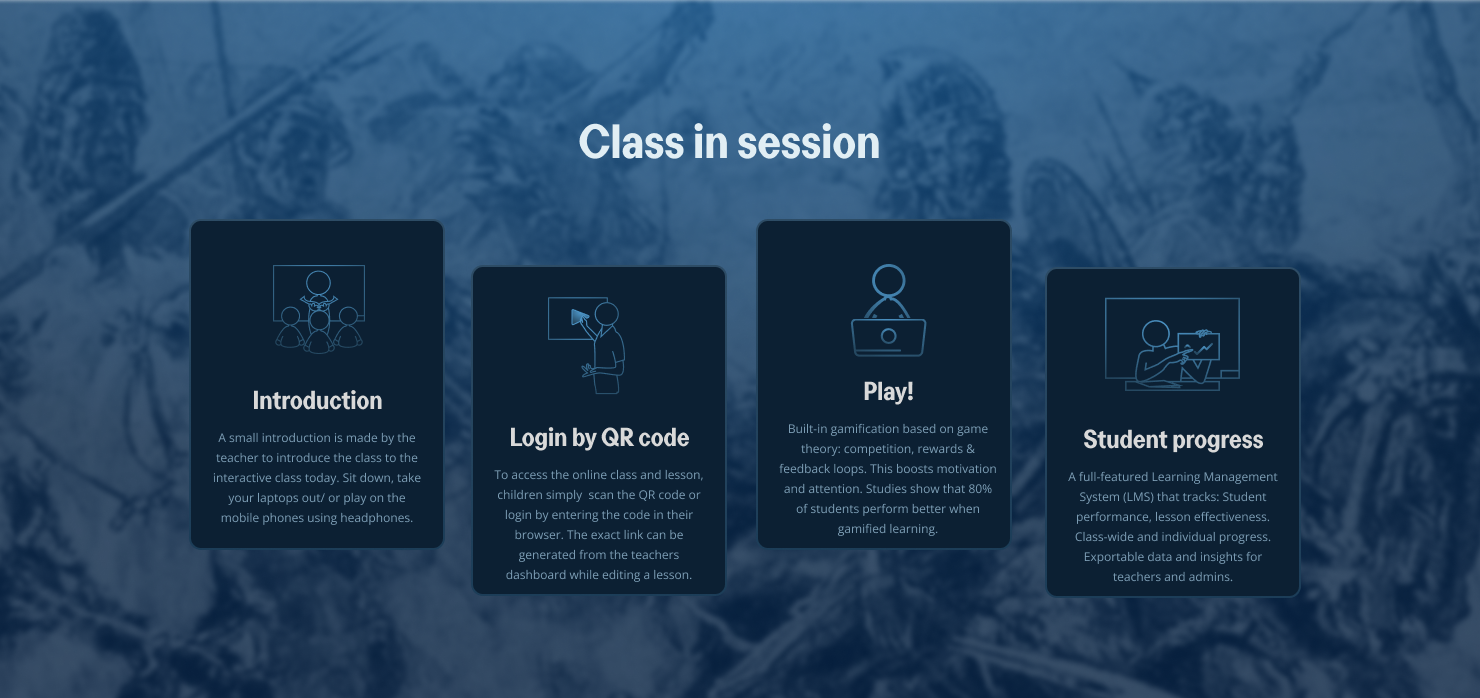 Class in session
Introduction
A small introduction is made by the
teacher to introduce the class to the
interactive class today. Sit down, take
your laptops out/ or play on the
mobile phones using headphones.
Login by QR code
To access the online class and lesson,
children simply  scan the QR code or
login by entering the code in their
browser. The exact link can be
generated from the teachers
dashboard while editing a lesson.
Play!
Built-in gamification based on game
theory: competition, rewards &
feedback loops. This boosts motivation
and attention. Studies show that 80%
of students perform better when
gamified learning.
Student progress
A full-featured Learning Management
System (LMS) that tracks: Student
performance, lesson effectiveness.
Class-wide and individual progress.
Exportable data and insights for
teachers and admins.